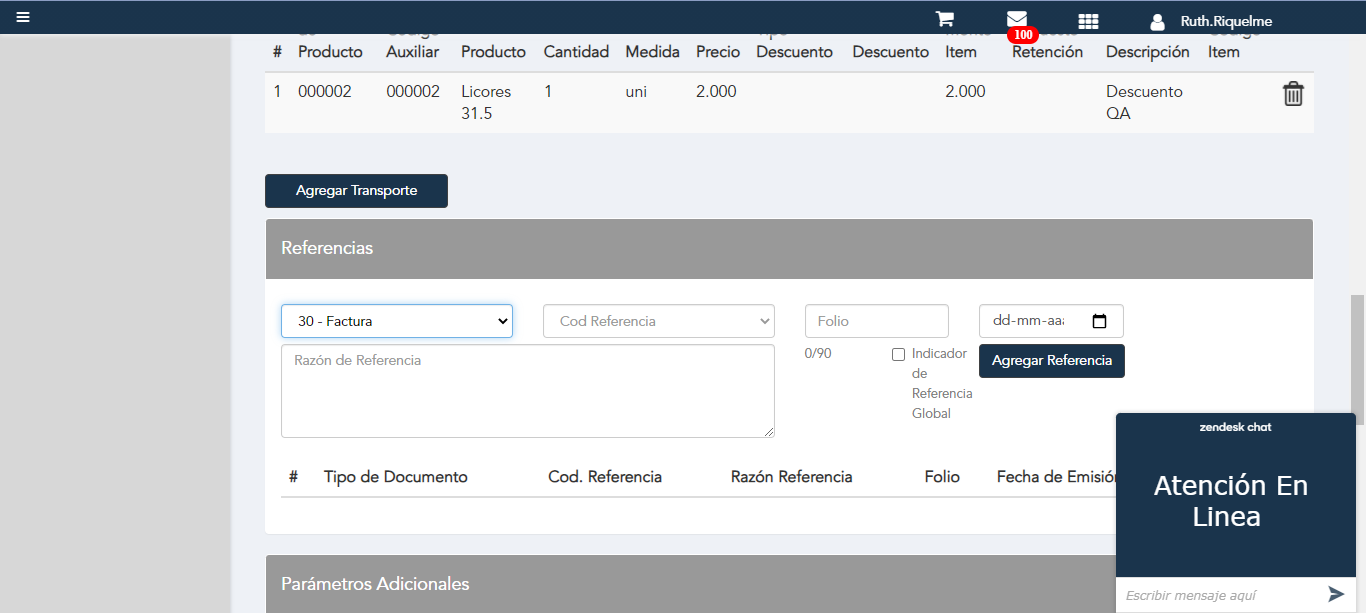 Ruth.Riquelme
100
# Producto Auxiliar Producto Cantidad Medida Precio Descuento Descuento Item Retención Descripción Item
1 000002 000002 Licores 1 uni 2.000 2.000 Descuento
31.5 QA
Agregar Transporte
Referencias
30 - Factura Cod Referencia Folio dd-mm-aaa
Razón de Referencia 0/90 Indicador Agregar Referencia
de
Referencia
Global
# Tipo de Documento Cod. Referencia Razón Referencia Folio Fecha de Emisión
Parámetros Adicionales
zendesk chat
Atención En
Linea
Escribir mensaje aquí